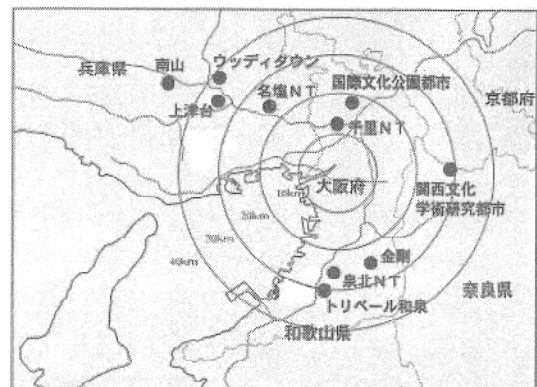 兵庫県
南山
ウッディタウン
上津台
名塩NT
国際文化公園都市
千里NT
京都府
大阪府
関西文化
学術研究都市
10km
20km
30km
40km
金剛
泉北NT
トリベール和泉
奈良県
和歌山県